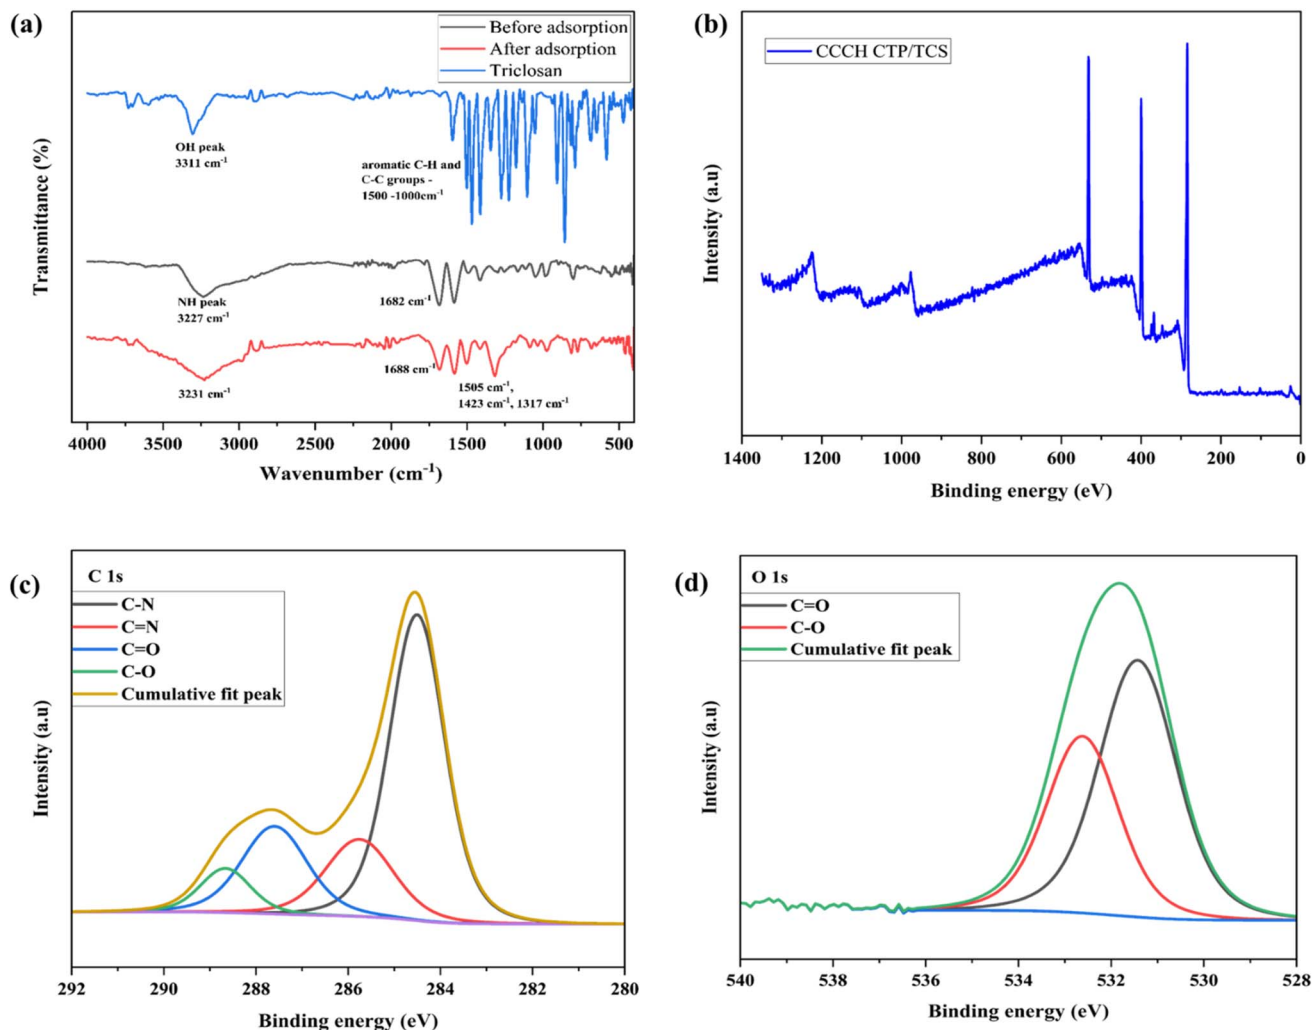 (a)
Before adsorption
After adsorption
Triclosan
OH peak
3311 cm⁻¹
aromatic C-H and
C-C groups -
1500 -1000cm⁻¹
NH peak
3227 cm⁻¹
1682 cm⁻¹
3231 cm⁻¹
1688 cm⁻¹
1505 cm⁻¹,
1423 cm⁻¹, 1317 cm⁻¹
Transmittance (%)
4000 3500 3000 2500 2000 1500 1000 500
Wavenumber (cm⁻¹)
(b)
CCCH CTP/TCS
Intensity (a.u)
1400 1200 1000 800 600 400 200 0
Binding energy (eV)
(c)
C 1s
C-N
C=N
C=O
C-O
Cumulative fit peak
Intensity (a.u)
292 290 288 286 284 282 280
Binding energy (eV)
(d)
O 1s
C=O
C-O
Cumulative fit peak
Intensity (a.u)
540 538 536 534 532 530 528
Binding energy (eV)